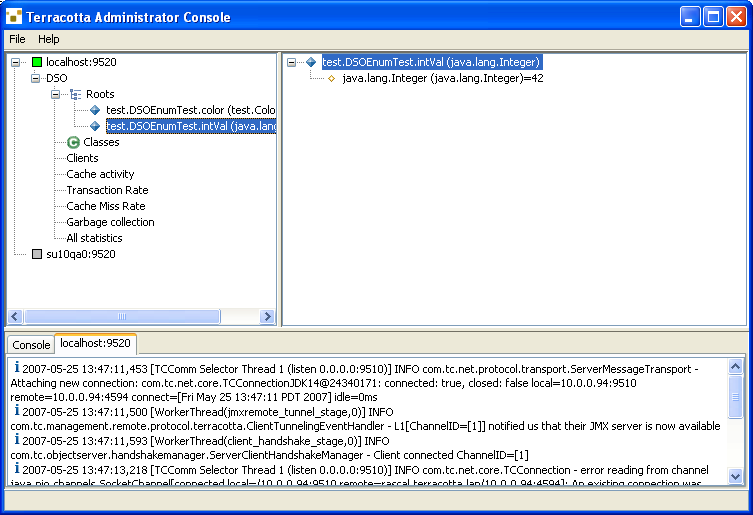 Terracotta Administrator Console
File Help
localhost:9520
DSO
Roots
test.DSOEnumTest.color (test.Colo
test.DSOEnumTest.intVal (java.lang
Classes
Clients
Cache activity
Transaction Rate
Cache Miss Rate
Garbage collection
All statistics
su10qa0:9520
test.DSOEnumTest.intVal (java.lang.Integer)
java.lang.Integer (java.lang.Integer)=42
Console localhost:9520
2007-05-25 13:47:11,453 [TCComm Selector Thread 1 (listen 0.0.0.0:9510)] INFO com.tc.net.protocol.transport.ServerMessageTransport -
Attaching new connection: com.tc.net.core.TCConnectionJDK14@24340171: connected: true, closed: false local=10.0.0.94:9510
remote=10.0.0.94:4594 connect=[Fri May 25 13:47:11 PDT 2007] idle=0ms
2007-05-25 13:47:11,500 [WorkerThread(jmxremote_tunnel_stage,0)] INFO
com.tc.management.remote.protocol.terracotta.ClientTunnelingEventHandler - L1[ChannelID=[1]] notified us that their JMX server is now available
2007-05-25 13:47:11,593 [WorkerThread(client_handshake_stage,0)] INFO
com.tc.objectserver.handshakemanager.ServerClientHandshakeManager - Client connected ChannelID=[1]
2007-05-25 13:47:13,218 [TCComm Selector Thread 1 (listen 0.0.0.0:9510)] INFO com.tc.net.core.TCConnection - error reading from channel
java.nio.channels.SocketChannel[connected local=/10.0.0.94:9510 remote=rascal.terracotta.lan/10.0.0.94:4594]: An existing connection was